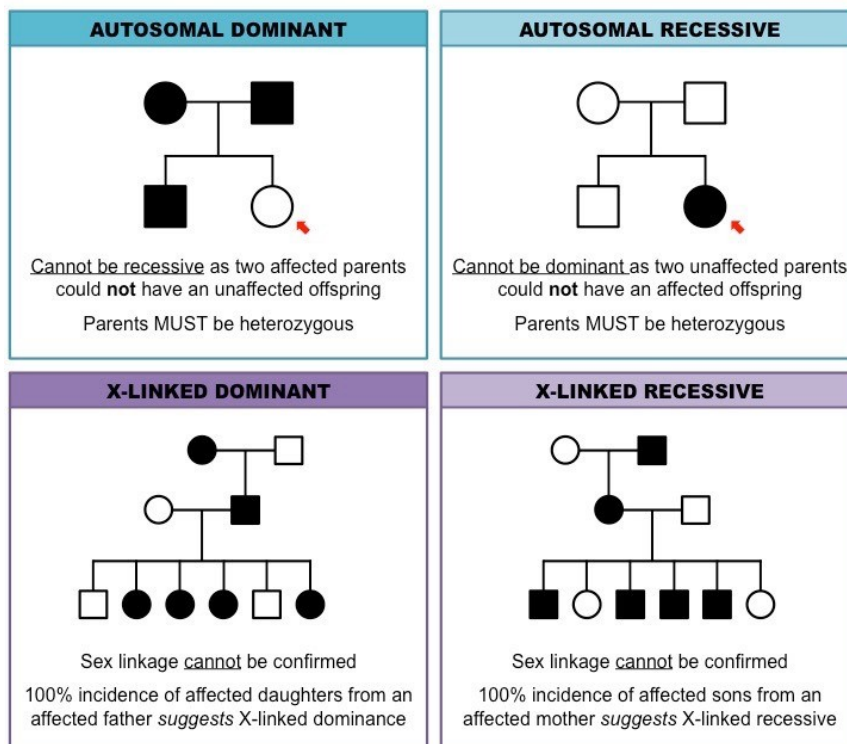 AUTOSOMAL DOMINANT
Cannot be recessive as two affected parents
could not have an unaffected offspring
Parents MUST be heterozygous
AUTOSOMAL RECESSIVE
Cannot be dominant as two unaffected parents
could not have an affected offspring
Parents MUST be heterozygous
X-LINKED DOMINANT
Sex linkage cannot be confirmed
100% incidence of affected daughters from an
affected father suggests X-linked dominance
X-LINKED RECESSIVE
Sex linkage cannot be confirmed
100% incidence of affected sons from an
affected mother suggests X-linked recessive